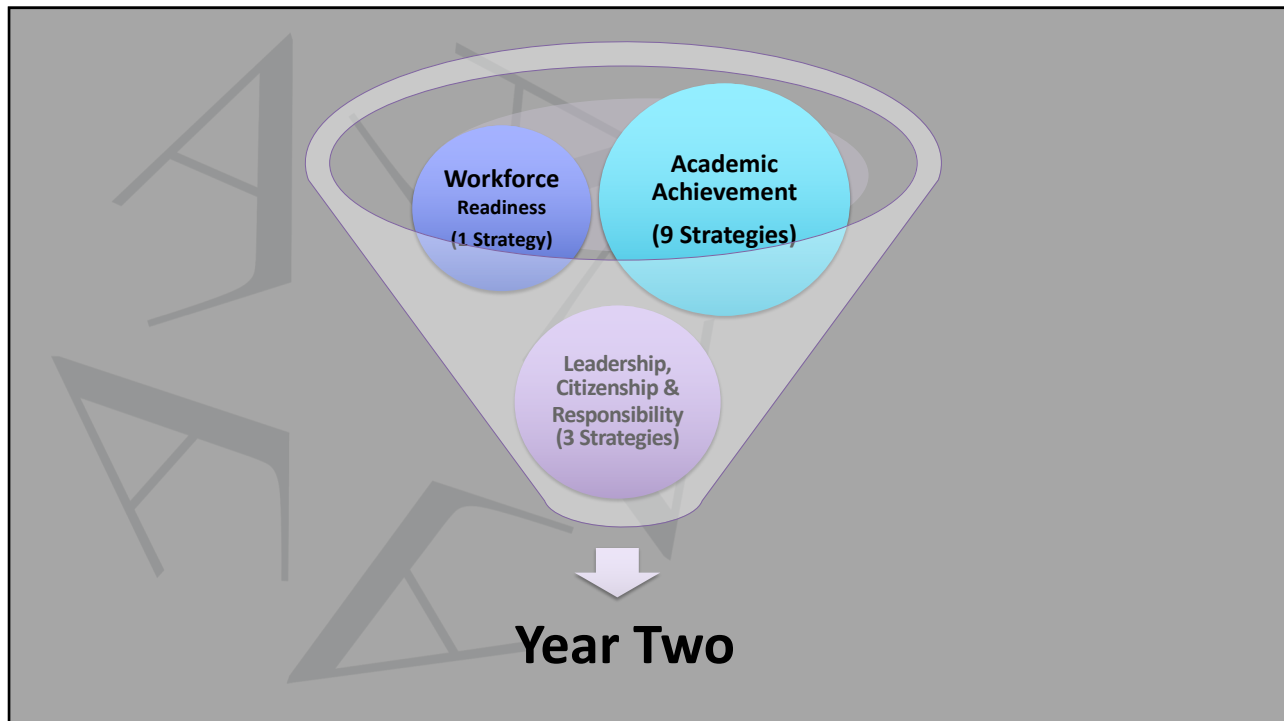 Workforce
Readiness
(1 Strategy)
Academic
Achievement
(9 Strategies)
Leadership,
Citizenship &
Responsibility
(3 Strategies)
Year Two